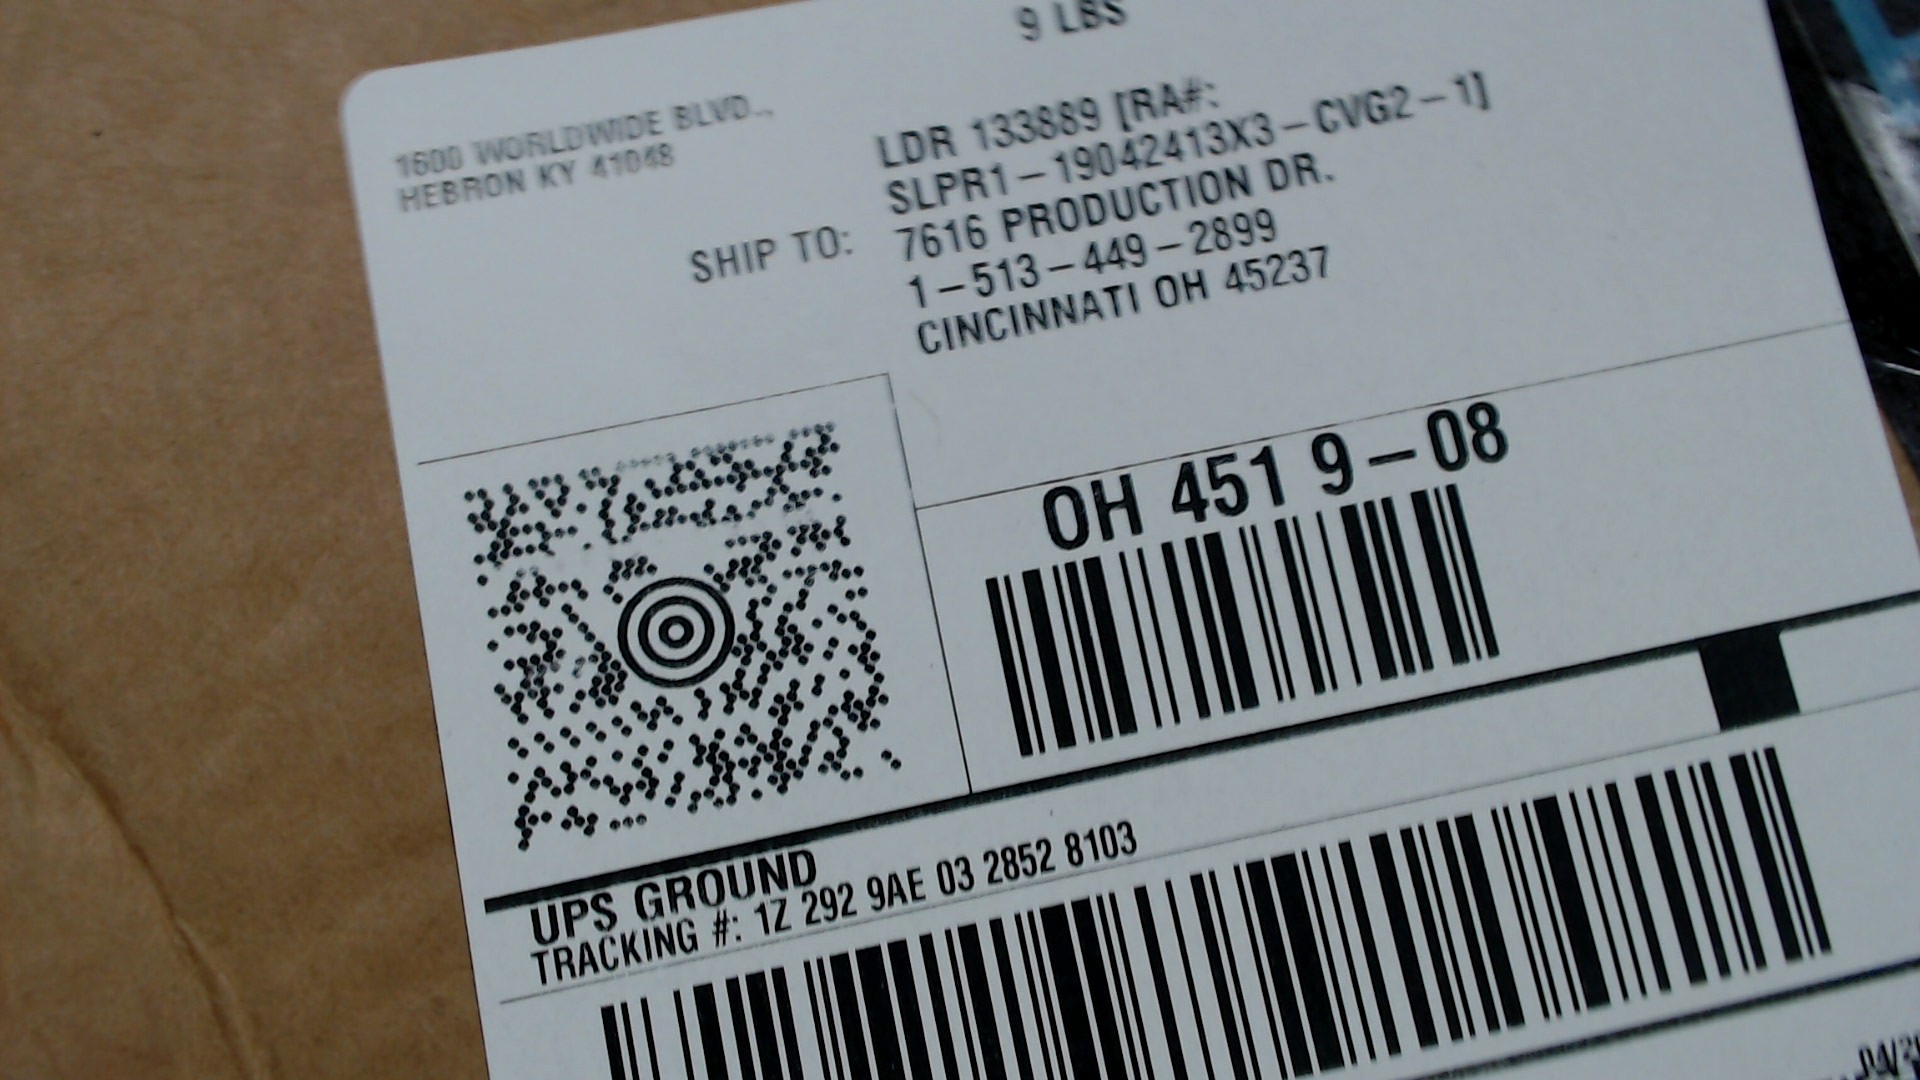 9 LBS
1600 WORLDWIDE BLVD.,
HEBRON KY 41048
SHIP TO:
LDR 133889 [RA#:
SLPR1-19042413X3-CVG2-1]
7616 PRODUCTION DR.
1-513-449-2899
CINCINNATI OH 45237
OH 451 9-08
UPS GROUND
TRACKING #: 1Z 292 9AE 03 2852 8103